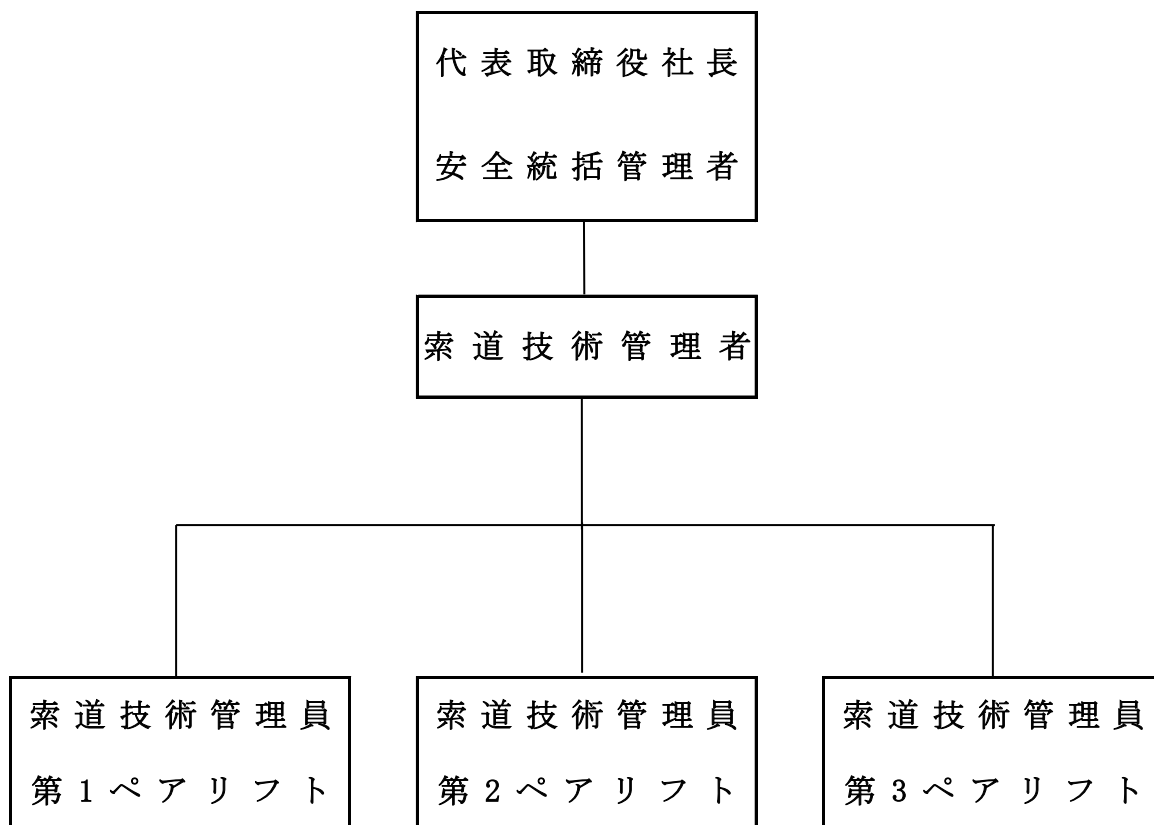 代表取締役社長
安全統括管理者
索道技術管理者
索道技術管理員
第1ペアリフト
索道技術管理員
第2ペアリフト
索道技術管理員
第3ペアリフト